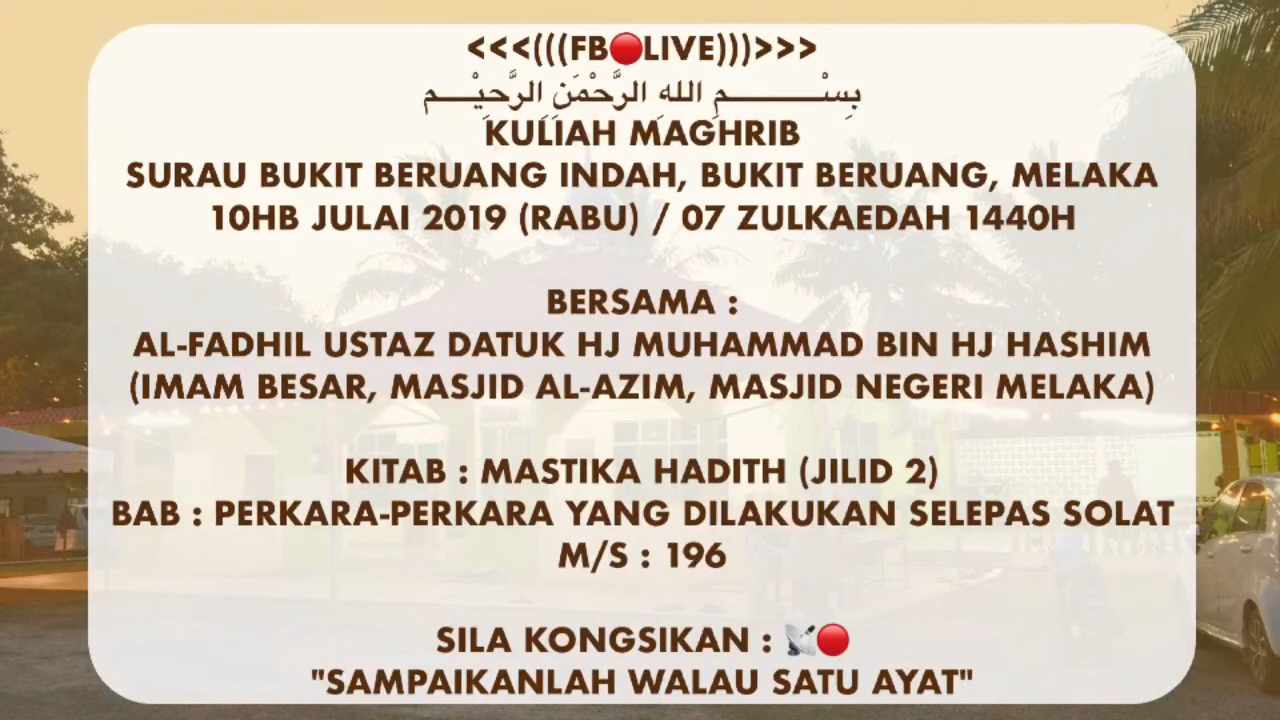 <<<(((FB🔴LIVE)))>>>
بِسْــــــــــــمِ اللهِ الرَّحْمَنِ الرَّحِيْـــم
KULIAH MAGHRIB
SURAU BUKIT BERUANG INDAH, BUKIT BERUANG, MELAKA
10HB JULAI 2019 (RABU) / 07 ZULKAEDAH 1440H
BERSAMA :
AL-FADHIL USTAZ DATUK HJ MUHAMMAD BIN HJ HASHIM
(IMAM BESAR, MASJID AL-AZIM, MASJID NEGERI MELAKA)
KITAB : MASTIKA HADITH (JILID 2)
BAB : PERKARA-PERKARA YANG DILAKUKAN SELEPAS SOLAT
M/S : 196
SILA KONGSIKAN : 📡🔴
"SAMPAIKANLAH WALAU SATU AYAT"